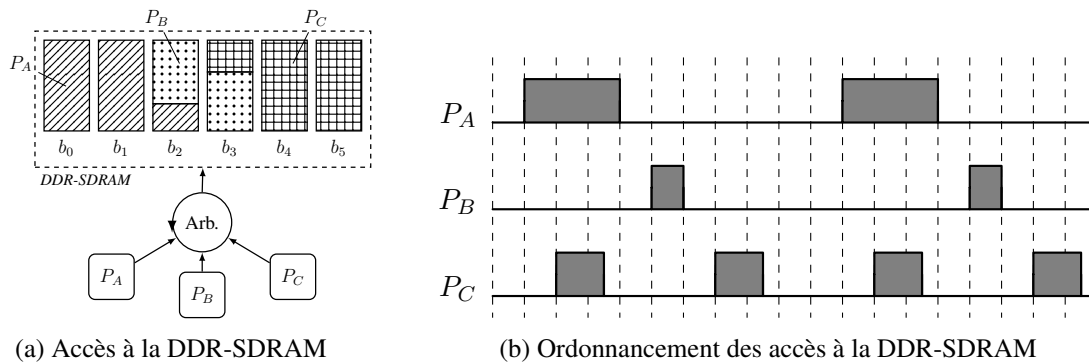 P_B P_C
P_A
b_0 b_1 b_2 b_3 b_4 b_5
DDR-SDRAM
Arb.
P_A P_B P_C
(a) Accès à la DDR-SDRAM
P_A
P_B
P_C
(b) Ordonnancement des accès à la DDR-SDRAM